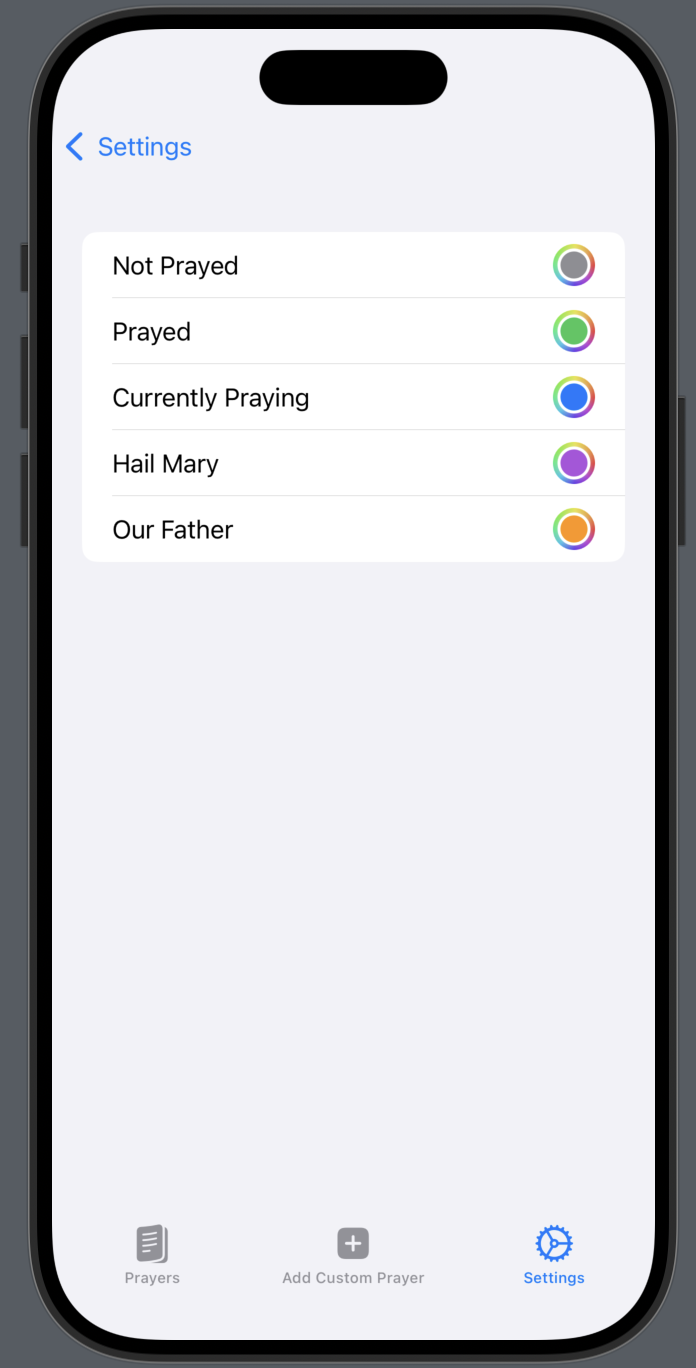 Settings
Not Prayed
Prayed
Currently Praying
Hail Mary
Our Father
Prayers
Add Custom Prayer
Settings